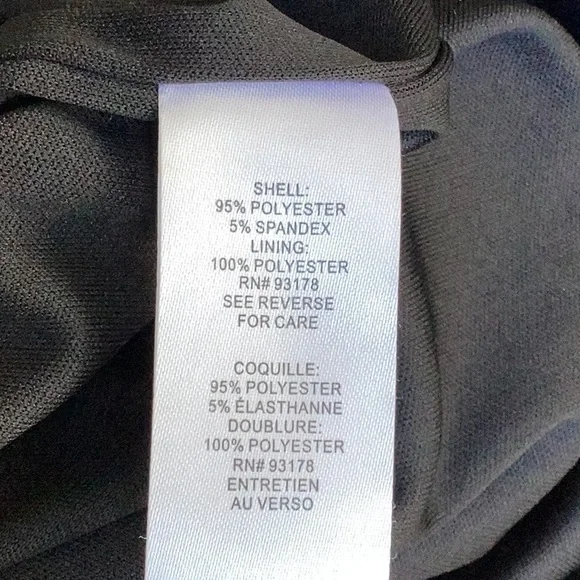 SHELL:
95% POLYESTER
5% SPANDEX
LINING:
100% POLYESTER
RN# 93178
SEE REVERSE
FOR CARE
COQUILLE:
95% POLYESTER
5% ÉLASTHANNE
DOUBLURE:
100% POLYESTER
RN# 93178
ENTRETIEN
AU VERSO